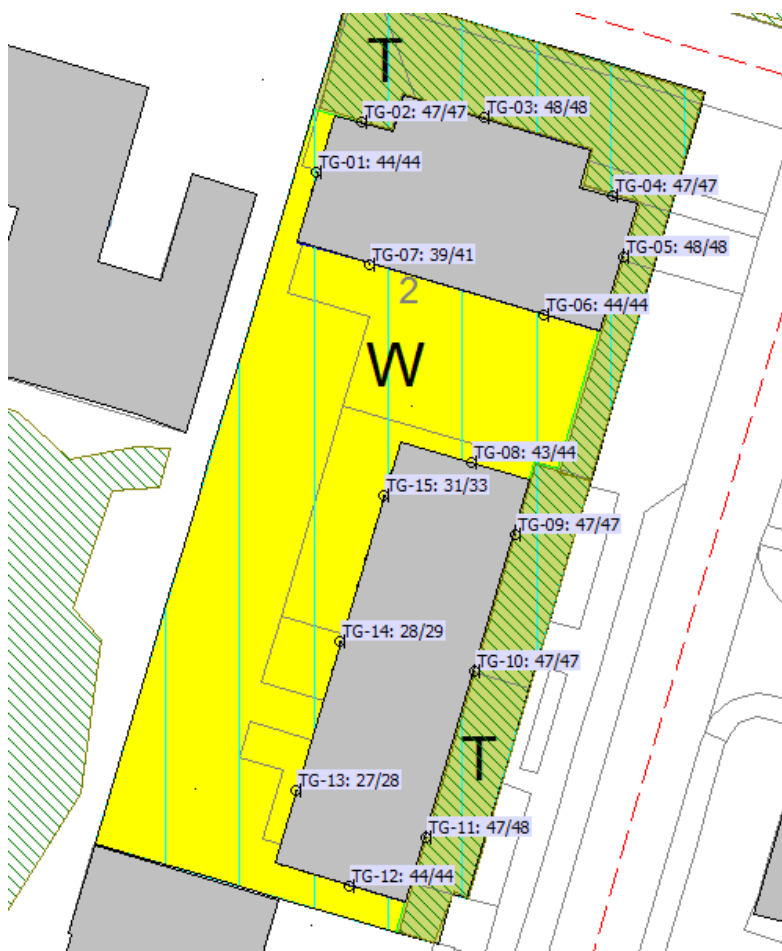 T
TG-02: 47/47
TG-03: 48/48
TG-01: 44/44
TG-04: 47/47
TG-05: 48/48
TG-07: 39/41
2
TG-06: 44/44
W
TG-08: 43/44
TG-15: 31/33
TG-09: 47/47
TG-14: 28/29
TG-10: 47/47
T
TG-13: 27/28
TG-11: 47/48
TG-12: 44/44